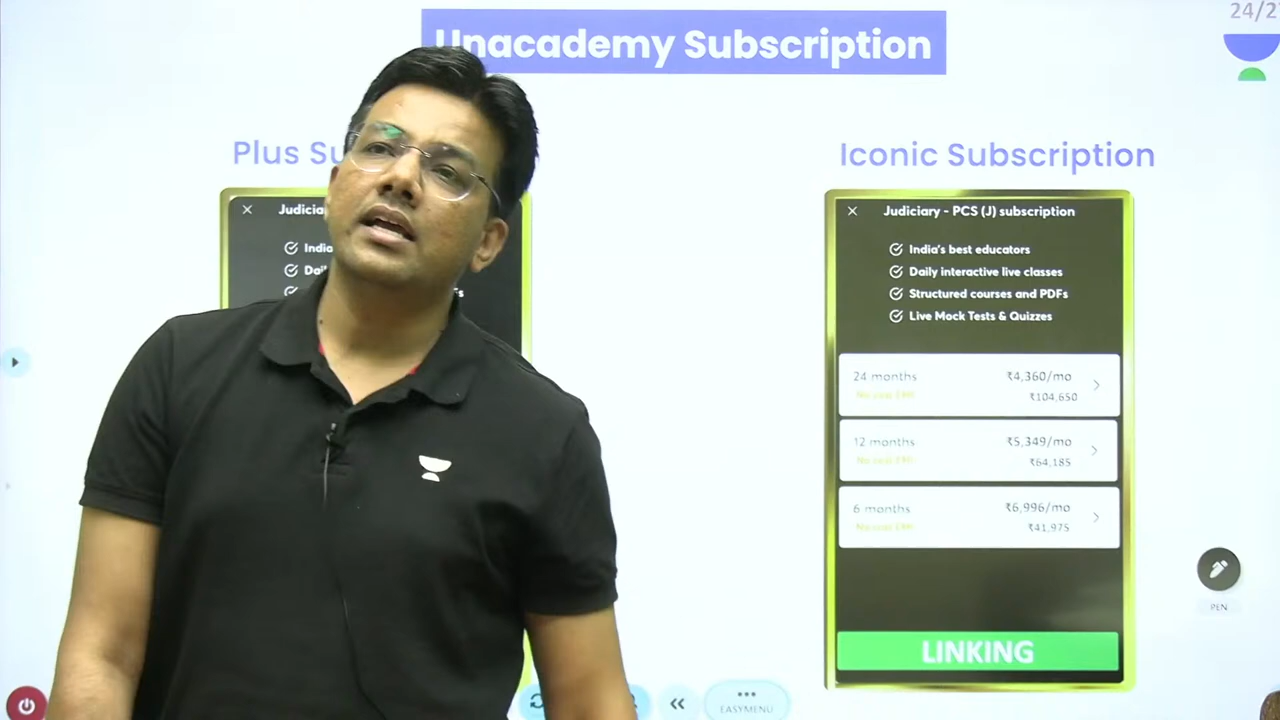 24/2
Unacademy Subscription
Plus Su
Iconic Subscription
Judicia
India
Dai
Judiciary - PCS (J) subscription
India's best educators
Daily interactive live classes
Structured courses and PDFs
Live Mock Tests & Quizzes
24 months
₹4,360/mo
₹104,650
12 months
₹5,349/mo
₹64,185
6 months
₹6,996/mo
₹41,975
LINKING
PEN
EASYMENU